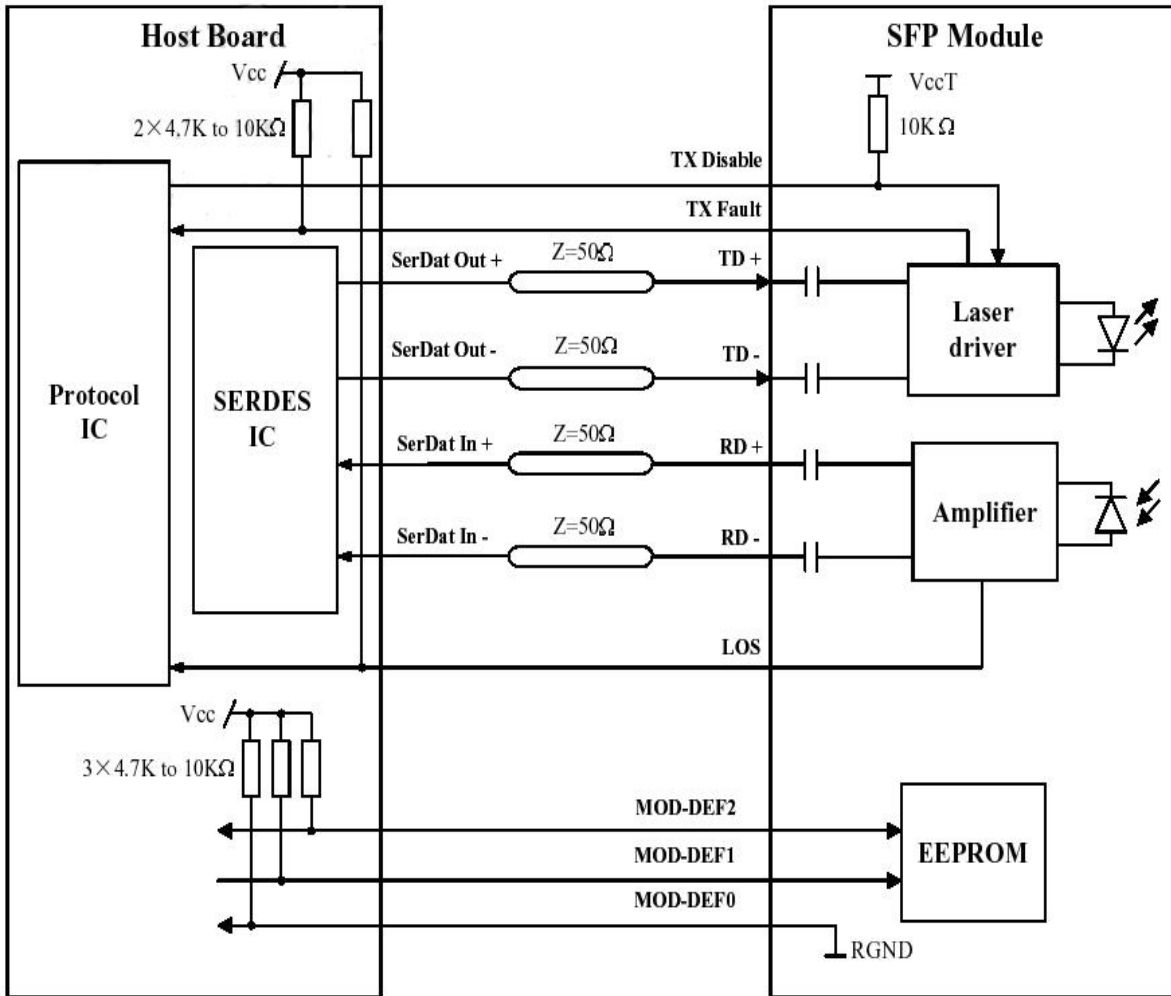 Host Board
SFP Module
Vcc
VccT
2×4.7K to 10KΩ
10KΩ
TX Disable
TX Fault
SerDat Out +
Z=50Ω
TD +
Laser
driver
SerDat Out -
Z=50Ω
TD -
Protocol
IC
SERDES
IC
SerDat In +
Z=50Ω
RD +
Amplifier
SerDat In -
Z=50Ω
RD -
LOS
Vcc
3×4.7K to 10KΩ
MOD-DEF2
MOD-DEF1
MOD-DEF0
EEPROM
RGND